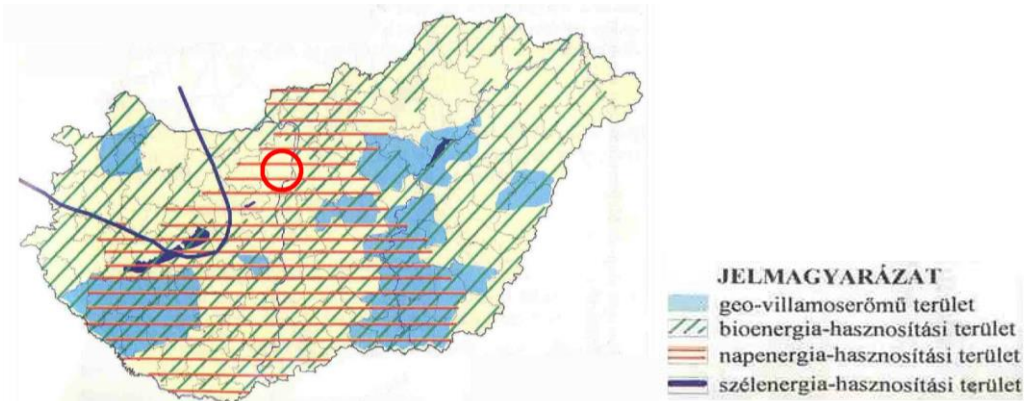 JELMAGYARÁZAT
geo-villamoserőmű terület
bioenergia-hasznosítási terület
napenergia-hasznosítási terület
szélenergia-hasznosítási terület